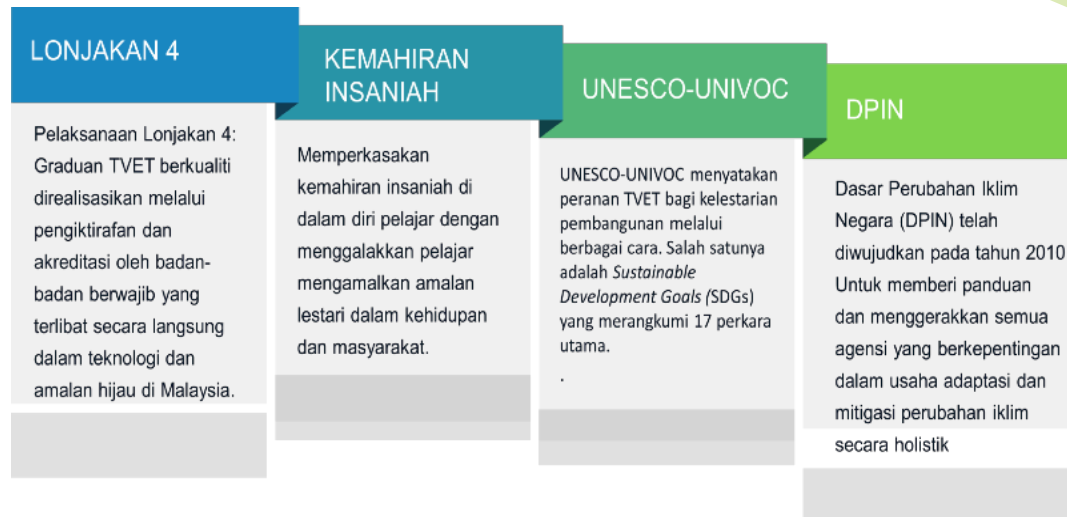 LONJAKAN 4
Pelaksanaan Lonjakan 4:
Graduan TVET berkualiti
direalisasikan melalui
pengiktirafan dan
akreditasi oleh badan-
badan berwajib yang
terlibat secara langsung
dalam teknologi dan
amalan hijau di Malaysia.
KEMAHIRAN
INSANIAH
Memperkasakan
kemahiran insaniah di
dalam diri pelajar dengan
menggalakkan pelajar
mengamalkan amalan
lestari dalam kehidupan
dan masyarakat.
UNESCO-UNIVOC
UNESCO-UNIVOC menyatakan
peranan TVET bagi kelestarian
pembangunan melalui
berbagai cara. Salah satunya
adalah Sustainable
Development Goals (SDGs)
yang merangkumi 17 perkara
utama.
.
DPIN
Dasar Perubahan Iklim
Negara (DPIN) telah
diwujudkan pada tahun 2010
Untuk memberi panduan
dan menggerakkan semua
agensi yang berkepentingan
dalam usaha adaptasi dan
mitigasi perubahan iklim
secara holistik